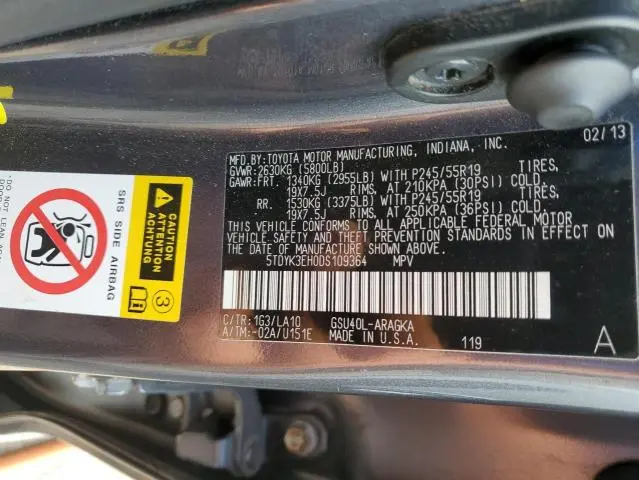 MFD.BY:TOYOTA MOTOR MANUFACTURING, INDIANA, INC. 02/13
GVWR:2630KG (5800LB)
GAWR:FRT. 1340KG (2955LB) WITH P245/55R19 TIRES,
19X7.5J RIMS, AT 210KPA (30PSI) COLD.
RR. 1530KG (3375LB) WITH P245/55R19 TIRES,
19X7.5J RIMS, AT 250KPA (36PSI) COLD.
THIS VEHICLE CONFORMS TO ALL APPLICABLE FEDERAL MOTOR
VEHICLE SAFETY AND THEFT PREVENTION STANDARDS IN EFFECT ON
THE DATE OF MANUFACTURE SHOWN ABOVE.
5TDYK3EH0DS109364 MPV
C/TR:1G3/LA10 GSU40L-ARAGKA
A/TM:-02A/U151E MADE IN U.S.A. 119
A
CAUTION
ATTENTION
ACHTUNG
3
SRS SIDE AIRBAG